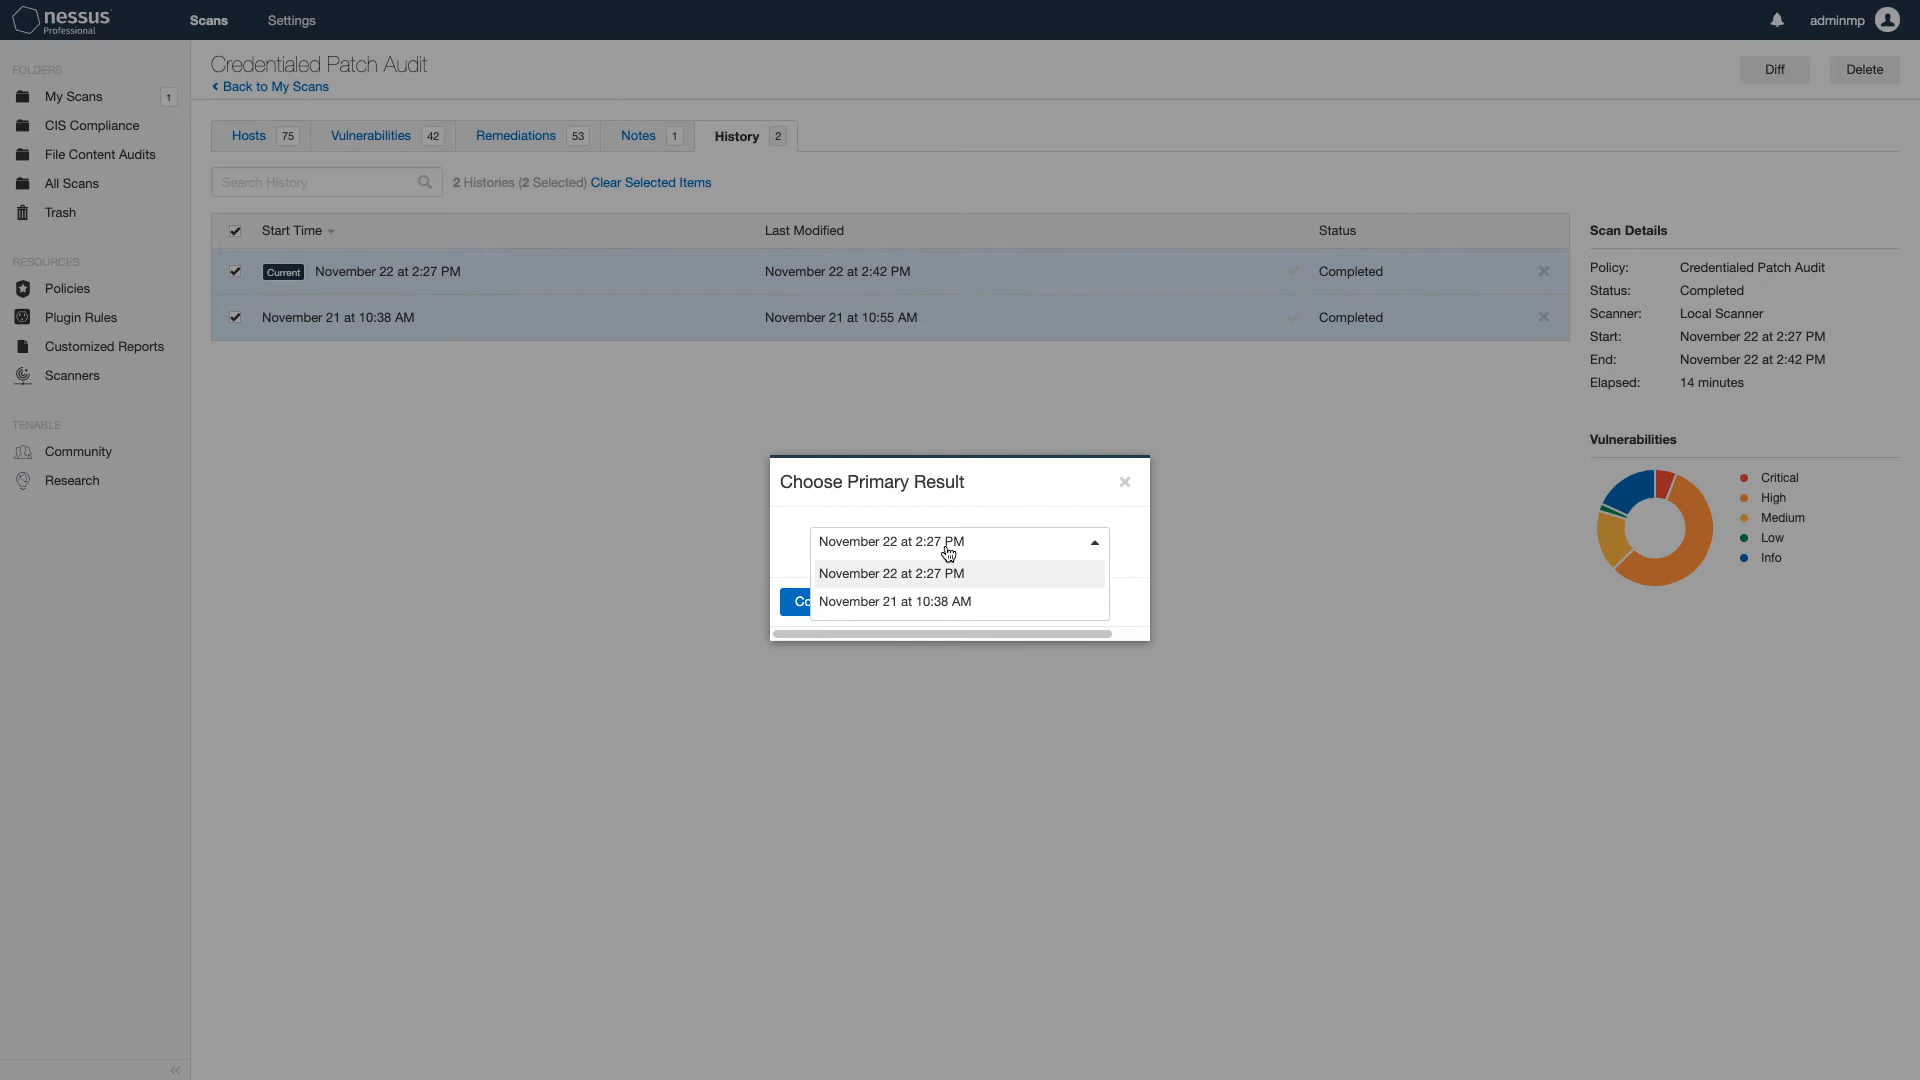 nessus
Professional
Scans
Settings
adminmp
FOLDERS
My Scans 1
CIS Compliance
File Content Audits
All Scans
Trash
RESOURCES
Policies
Plugin Rules
Customized Reports
Scanners
TENABLE
Community
Research
Credentialed Patch Audit
Back to My Scans
Diff
Delete
Hosts 75
Vulnerabilities 42
Remediations 53
Notes 1
History 2
Search History
2 Histories (2 Selected) Clear Selected Items
Start Time Last Modified Status
Current November 22 at 2:27 PM November 22 at 2:42 PM Completed
November 21 at 10:38 AM November 21 at 10:55 AM Completed
Scan Details
Policy: Credentialed Patch Audit
Status: Completed
Scanner: Local Scanner
Start: November 22 at 2:27 PM
End: November 22 at 2:42 PM
Elapsed: 14 minutes
Vulnerabilities
Critical
High
Medium
Low
Info
Choose Primary Result
November 22 at 2:27 PM
November 22 at 2:27 PM
November 21 at 10:38 AM